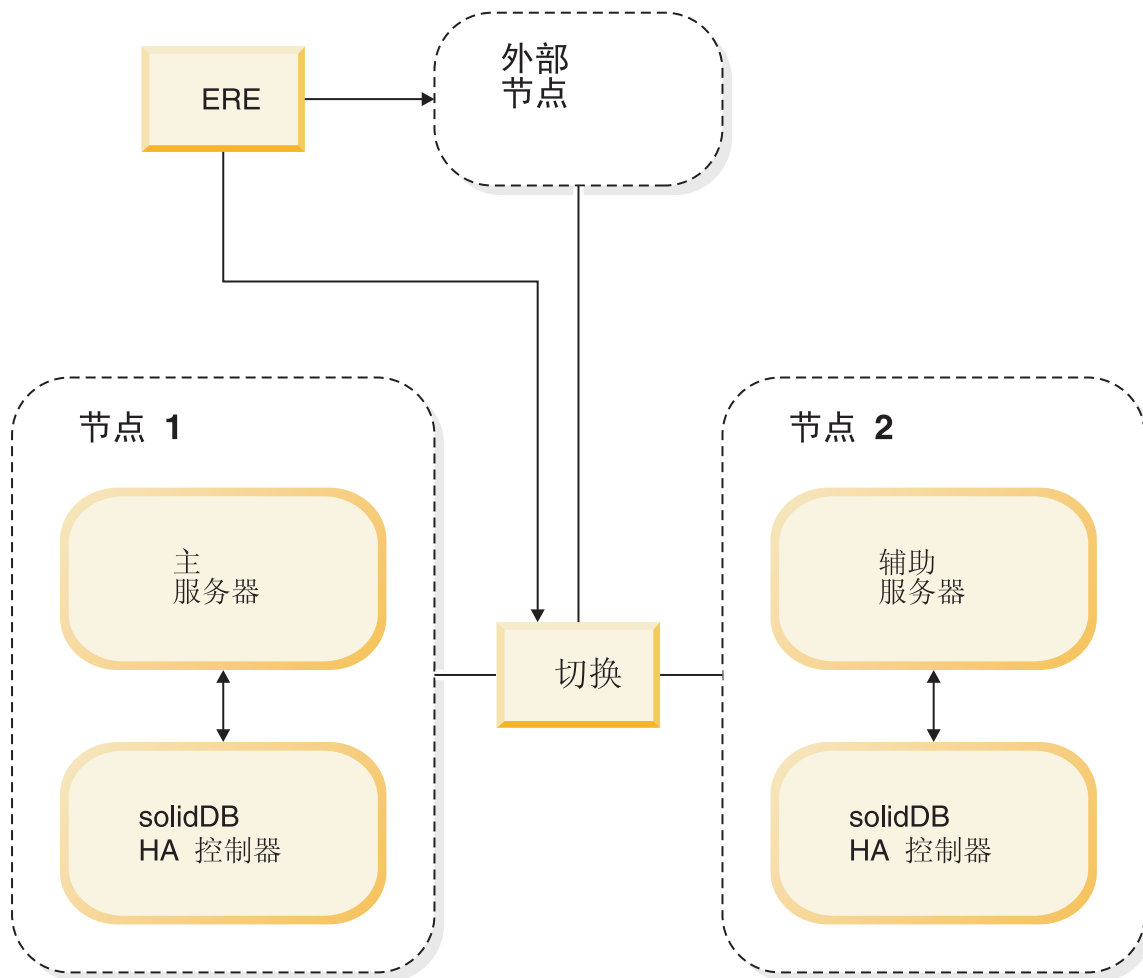 ERE
外部
节点
节点 1
节点 2
主
服务器
辅助
服务器
切换
solidDB
HA 控制器
solidDB
HA 控制器